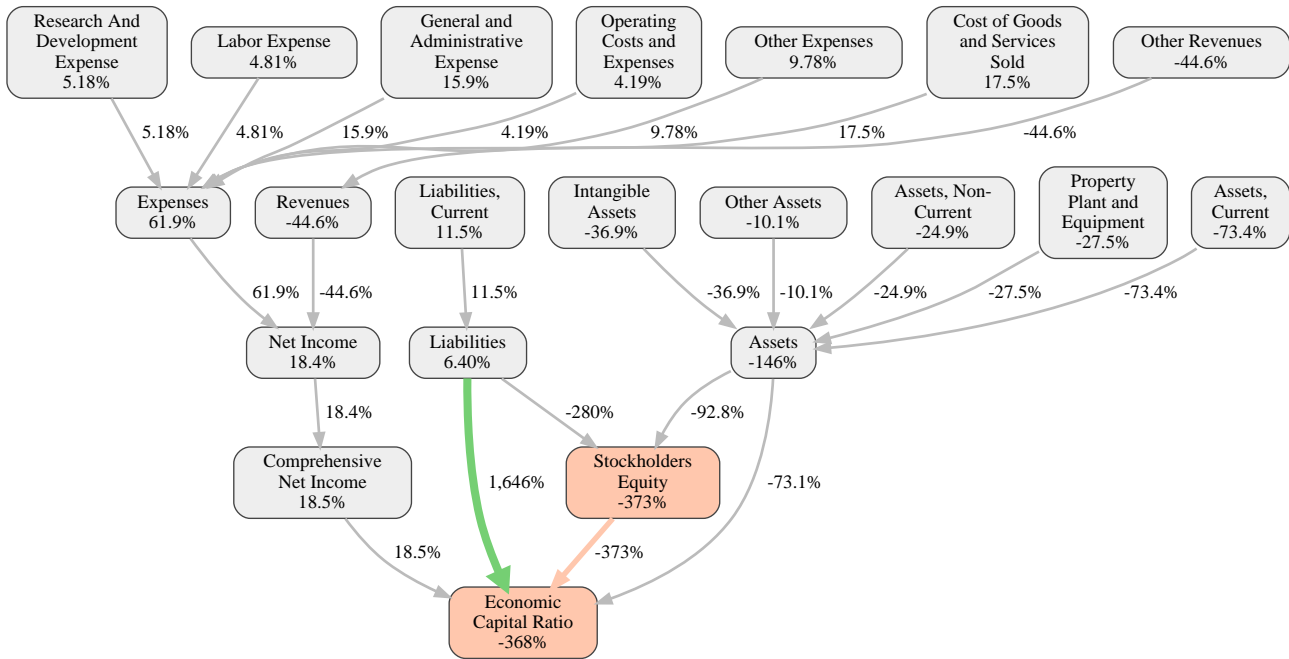 Research And
Development
Expense
5.18%
Labor Expense
4.81%
General and
Administrative
Expense
15.9%
Operating
Costs and
Expenses
4.19%
Other Expenses
9.78%
Cost of Goods
and Services
Sold
17.5%
Other Revenues
-44.6%
5.18%
4.81%
15.9%
4.19%
9.78%
17.5%
-44.6%
Expenses
61.9%
Revenues
-44.6%
Liabilities,
Current
11.5%
Intangible
Assets
-36.9%
Other Assets
-10.1%
Assets, Non-
Current
-24.9%
Property
Plant and
Equipment
-27.5%
Assets,
Current
-73.4%
61.9%
-44.6%
11.5%
-36.9%
-10.1%
-24.9%
-27.5%
-73.4%
Net Income
18.4%
Liabilities
6.40%
Assets
-146%
18.4%
-280%
-92.8%
Comprehensive
Net Income
18.5%
1,646%
Stockholders
Equity
-373%
-73.1%
18.5%
-373%
Economic
Capital Ratio
-368%